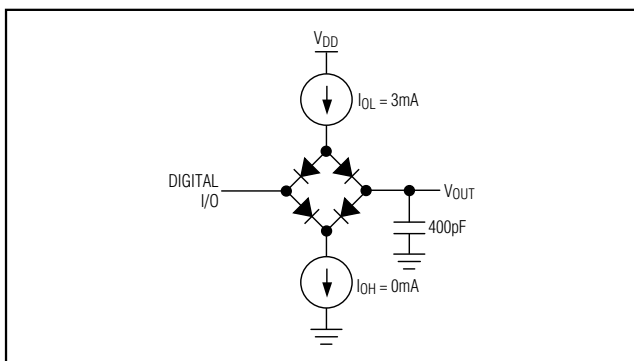 VDD
IOL = 3mA
DIGITAL
I/O
VOUT
400pF
IOH = 0mA